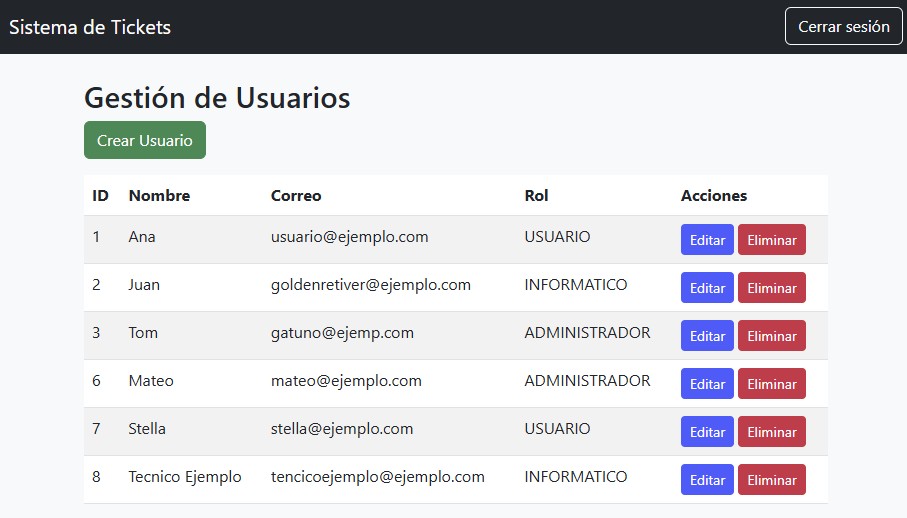 Sistema de Tickets Cerrar sesión
Gestión de Usuarios
Crear Usuario
ID Nombre Correo Rol Acciones
1 Ana usuario@ejemplo.com USUARIO Editar Eliminar
2 Juan goldenretiver@ejemplo.com INFORMATICO Editar Eliminar
3 Tom gatuno@ejemp.com ADMINISTRADOR Editar Eliminar
6 Mateo mateo@ejemplo.com ADMINISTRADOR Editar Eliminar
7 Stella stella@ejemplo.com USUARIO Editar Eliminar
8 Tecnico Ejemplo tencicoejemplo@ejemplo.com INFORMATICO Editar Eliminar